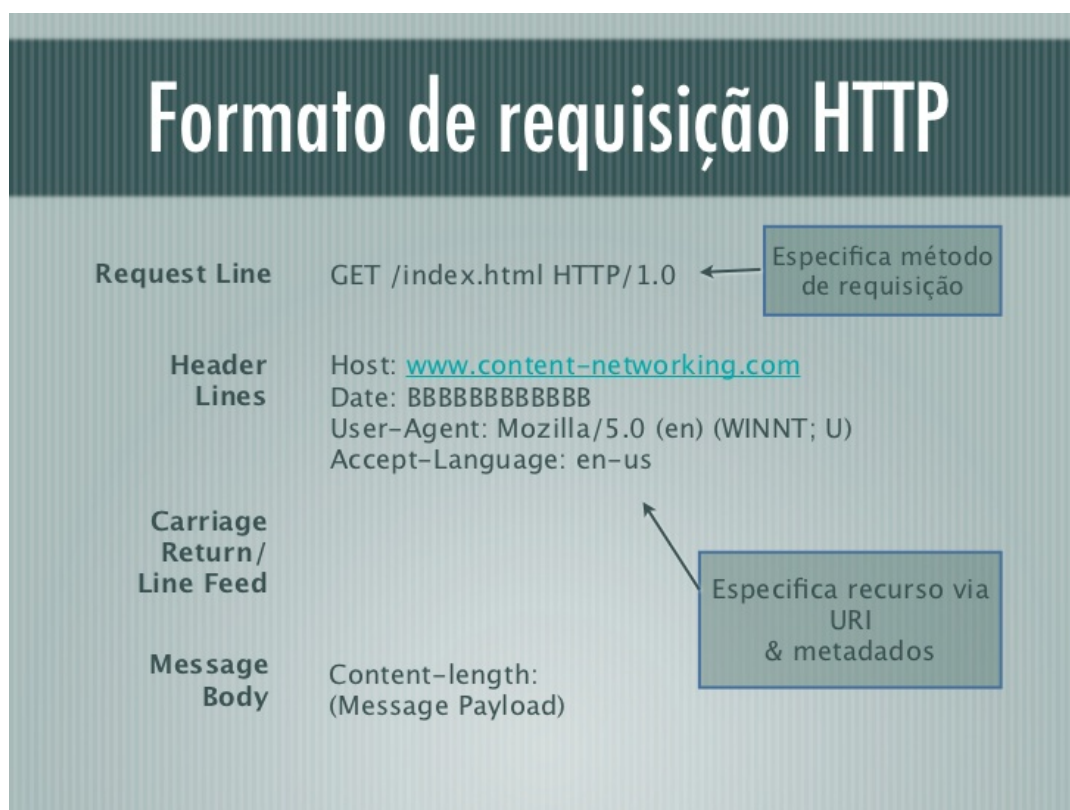 Formato de requisição HTTP
Request Line
GET /index.html HTTP/1.0
Especifica método
de requisição
Header
Lines
Host: www.content-networking.com
Date: BBBBBBBBBBBB
User-Agent: Mozilla/5.0 (en) (WINNT; U)
Accept-Language: en-us
Carriage
Return/
Line Feed
Especifica recurso via
URI
& metadados
Message
Body
Content-length:
(Message Payload)